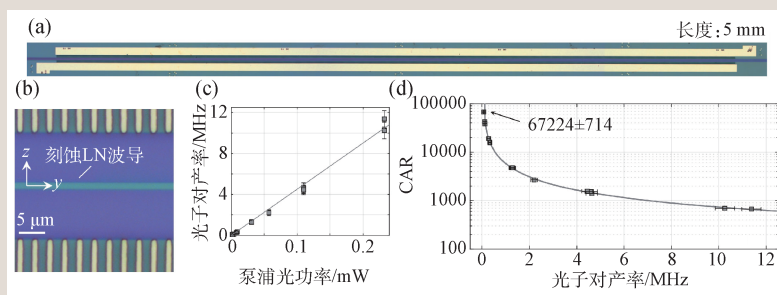 (a)
长度:5 mm
(b)
z
y
刻蚀LN波导
5 μm
(c)
光子对产率/MHz
12
8
4
0
0
0.1
0.2
泵浦光功率/mW
(d)
CAR
100000
10000
1000
100
67224±714
0
2
4
6
8
10
12
光子对产率/MHz